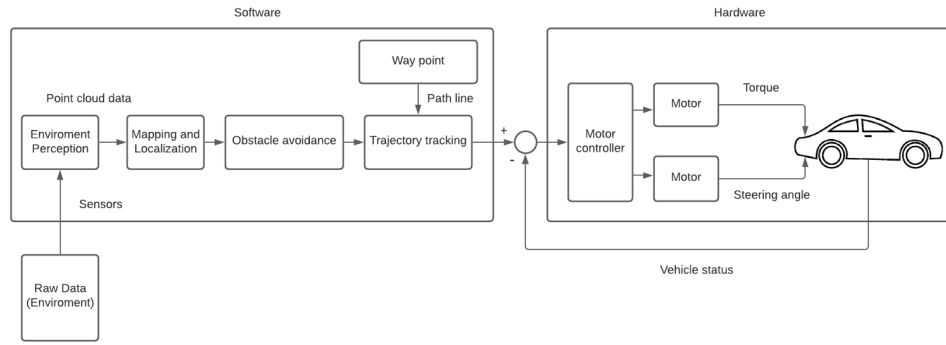 Software
Hardware
Way point
Point cloud data
Path line
Torque
Enviroment
Perception
Mapping and
Localization
Obstacle avoidance
Trajectory tracking
+
-
Motor
controller
Motor
Motor
Steering angle
Sensors
Vehicle status
Raw Data
(Enviroment)